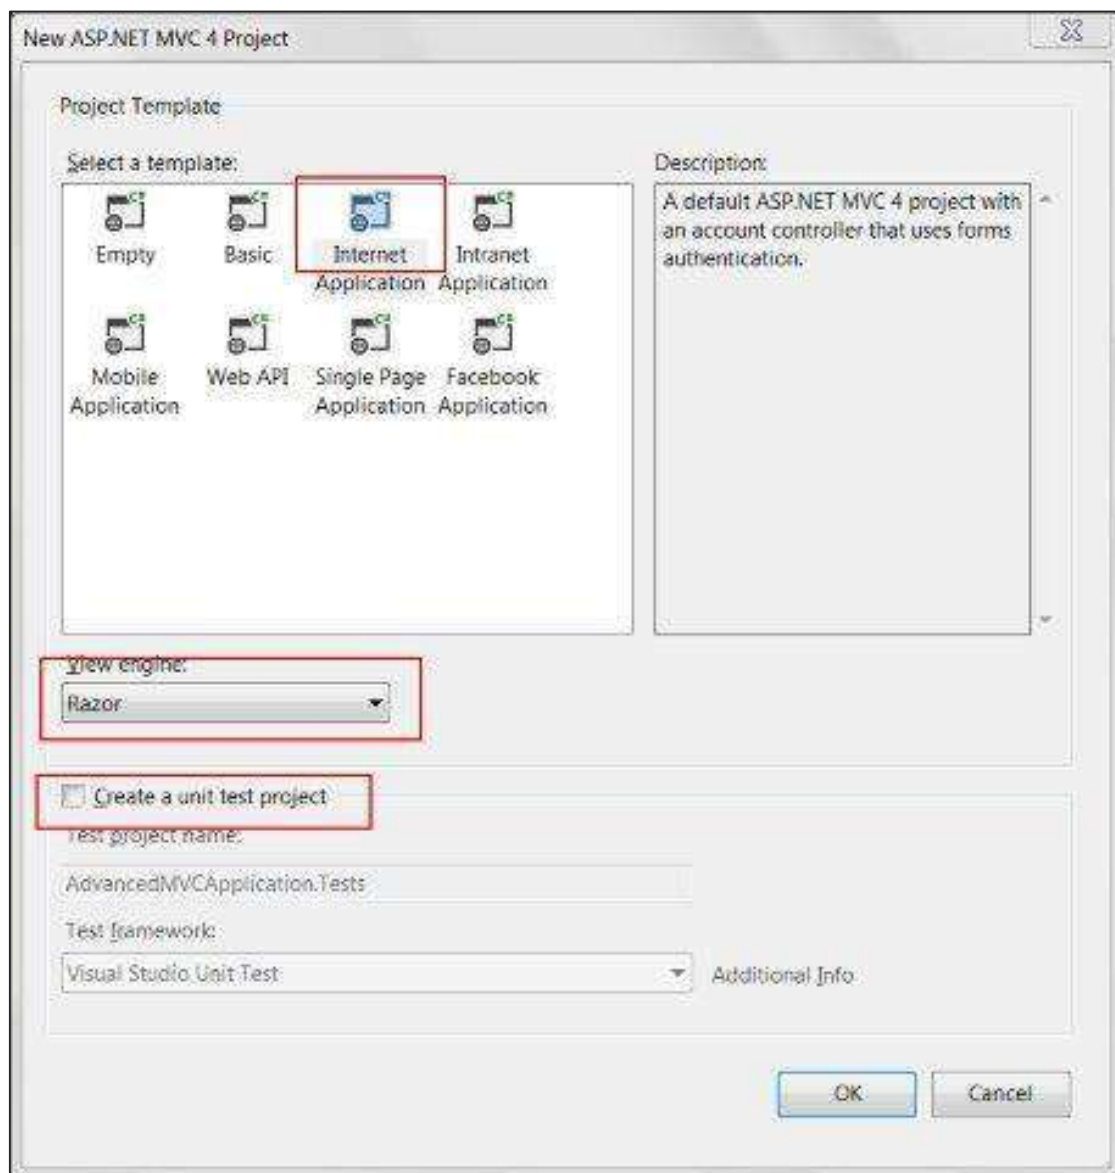 New ASP.NET MVC 4 Project
Project Template
Select a template:
Description:
Empty
Basic
Internet Application
Intranet Application
A default ASP.NET MVC 4 project with
an account controller that uses forms
authentication.
Mobile Application
Web API
Single Page Application
Facebook Application
View engine:
Razor
Create a unit test project
Test project name:
AdvancedMVCApplication.Tests
Test framework:
Visual Studio Unit Test
Additional Info
OK
Cancel